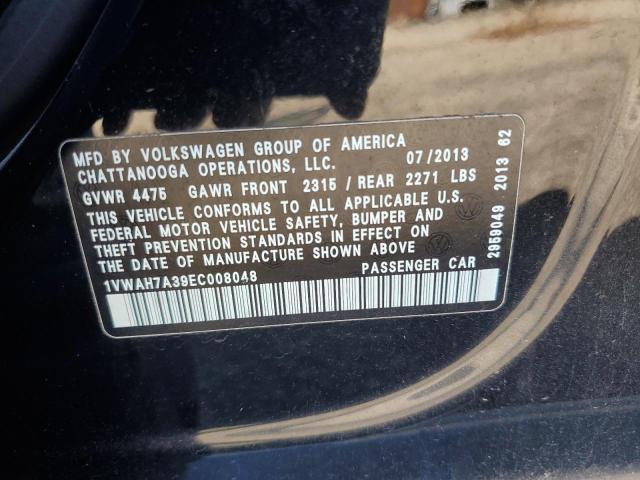 MFD BY VOLKSWAGEN GROUP OF AMERICA
CHATTANOOGA OPERATIONS, LLC. 07/2013
GVWR 4475 GAWR FRONT 2315 / REAR 2271 LBS
THIS VEHICLE CONFORMS TO ALL APPLICABLE U.S.
FEDERAL MOTOR VEHICLE SAFETY, BUMPER AND
THEFT PREVENTION STANDARDS IN EFFECT ON
THE DATE OF MANUFACTURE SHOWN ABOVE
1VWAH7A39EC008048 PASSENGER CAR
2959049 2013 62